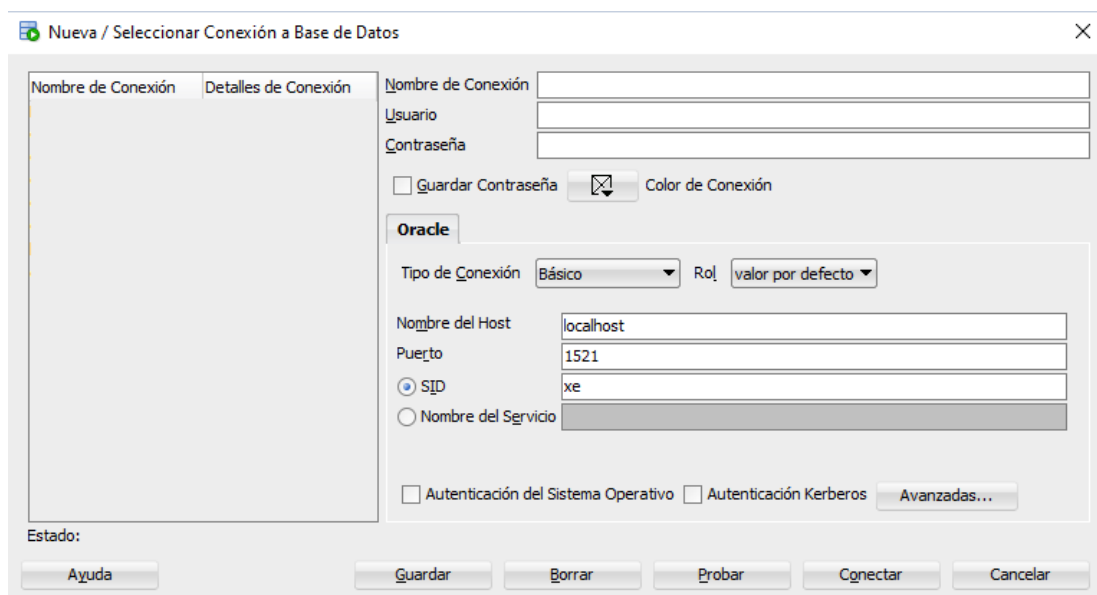 Nueva / Seleccionar Conexión a Base de Datos
Nombre de Conexión Detalles de Conexión
Nombre de Conexión
Usuario
Contraseña
Guardar Contraseña Color de Conexión
Oracle
Tipo de Conexión Básico Rol valor por defecto
Nombre del Host localhost
Puerto 1521
SID xe
Nombre del Servicio
Autenticación del Sistema Operativo Autenticación Kerberos Avanzadas...
Estado:
Ayuda Guardar Borrar Probar Conectar Cancelar